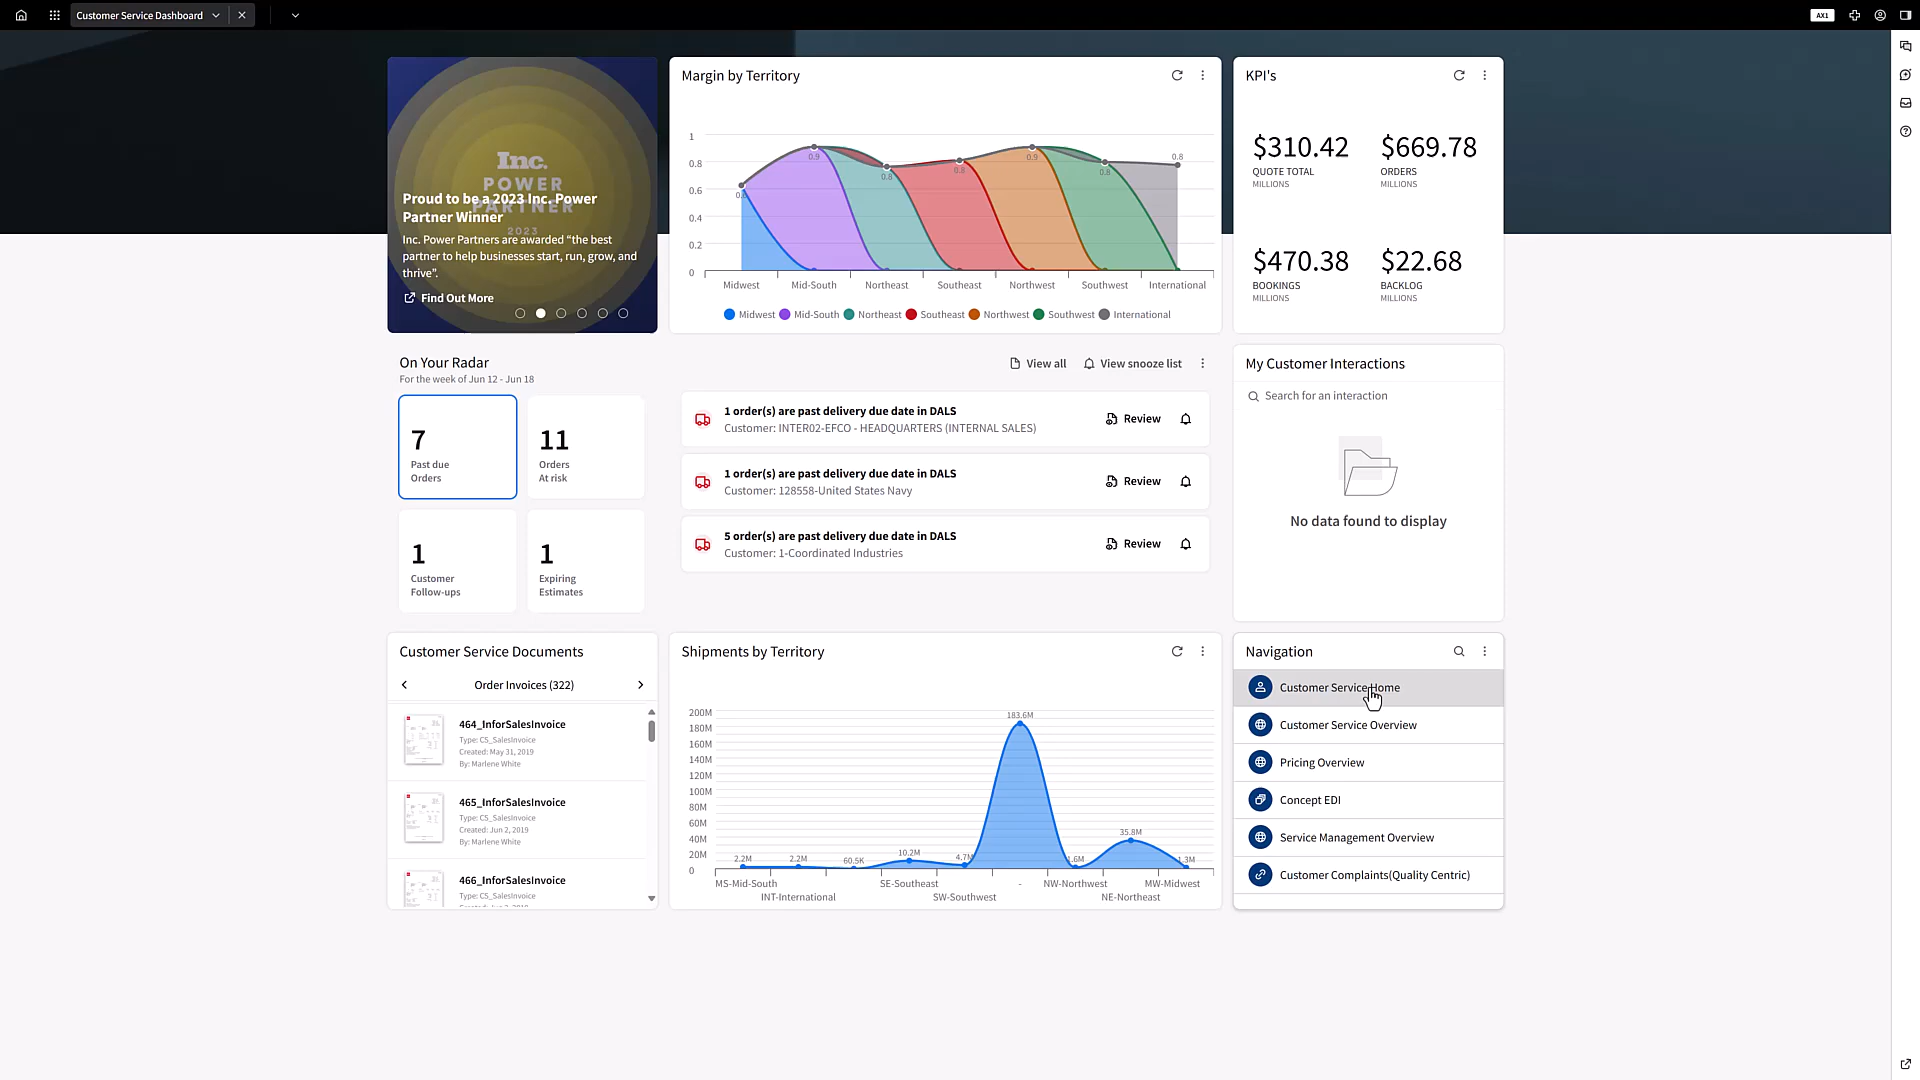 Customer Service Dashboard
AX1
Inc.
POWER
PARTNER
2023
Proud to be a 2023 Inc. Power
Partner Winner
Inc. Power Partners are awarded “the best
partner to help businesses start, run, grow, and
thrive”.
Find Out More
Margin by Territory
1
0.8
0.6
0.4
0.2
0
0.9
0.8
0.8
0.9
0.8
0.8
Midwest
Mid-South
Northeast
Southeast
Northwest
Southwest
International
Midwest
Mid-South
Northeast
Southeast
Northwest
Southwest
International
KPI's
$310.42
QUOTE TOTAL
MILLIONS
$669.78
ORDERS
MILLIONS
$470.38
BOOKINGS
MILLIONS
$22.68
BACKLOG
MILLIONS
On Your Radar
For the week of Jun 12 - Jun 18
7
Past due
Orders
11
Orders
At risk
1
Customer
Follow-ups
1
Expiring
Estimates
View all
View snooze list
1 order(s) are past delivery due date in DALS
Customer: INTER02-EFCO - HEADQUARTERS (INTERNAL SALES)
Review
1 order(s) are past delivery due date in DALS
Customer: 128558-United States Navy
Review
5 order(s) are past delivery due date in DALS
Customer: 1-Coordinated Industries
Review
My Customer Interactions
Search for an interaction
No data found to display
Customer Service Documents
Order Invoices (322)
464_InforSalesInvoice
Type: CS_SalesInvoice
Created: May 31, 2019
By: Marlene White
465_InforSalesInvoice
Type: CS_SalesInvoice
Created: Jun 2, 2019
By: Marlene White
466_InforSalesInvoice
Type: CS_SalesInvoice
Shipments by Territory
200M
180M
160M
140M
120M
100M
80M
60M
40M
20M
0
2.2M
2.2M
60.5K
10.2M
4.7M
183.6M
1.6M
35.8M
1.3M
MS-Mid-South
INT-International
SE-Southeast
SW-Southwest
-
NW-Northwest
NE-Northeast
MW-Midwest
Navigation
Customer Service Home
Customer Service Overview
Pricing Overview
Concept EDI
Service Management Overview
Customer Complaints(Quality Centric)